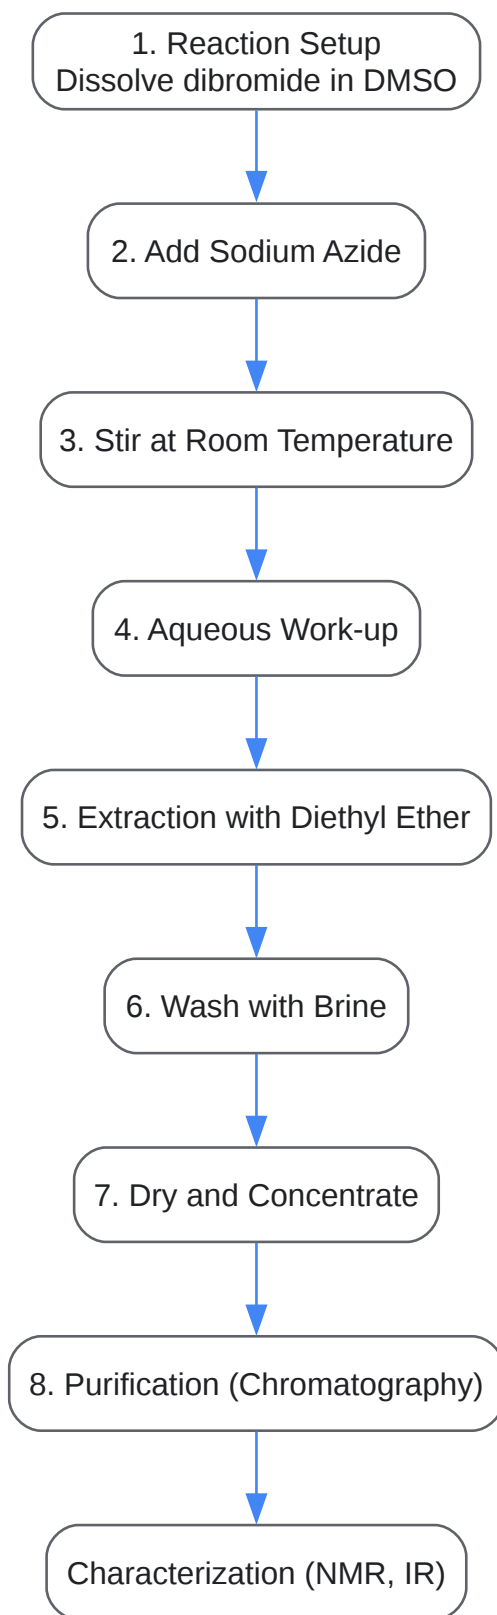 1. Reaction Setup
Dissolve dibromide in DMSO
2. Add Sodium Azide
3. Stir at Room Temperature
4. Aqueous Work-up
5. Extraction with Diethyl Ether
6. Wash with Brine
7. Dry and Concentrate
8. Purification (Chromatography)
Characterization (NMR, IR)